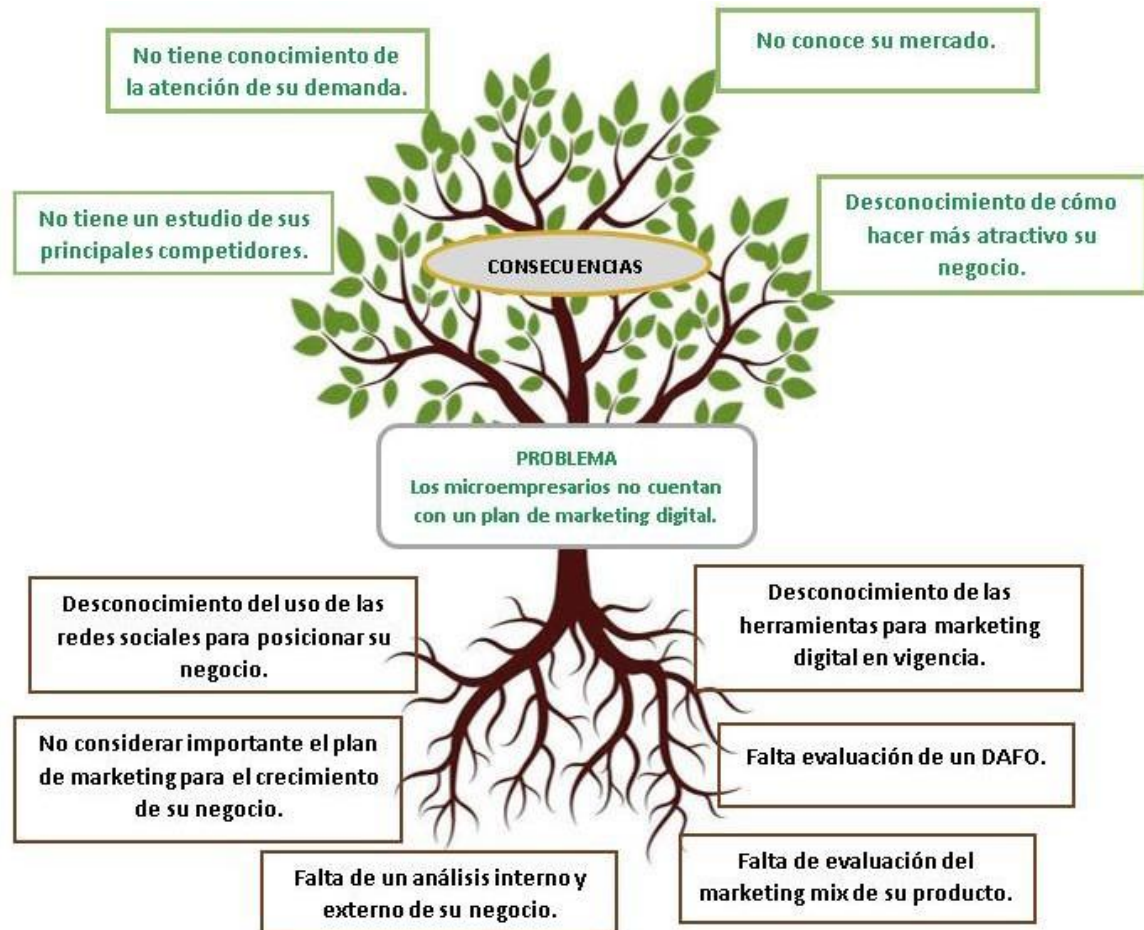 No tiene conocimiento de
la atención de su demanda.
No conoce su mercado.
No tiene un estudio de sus
principales competidores.
Desconocimiento de cómo
hacer más atractivo su
negocio.
CONSECUENCIAS
PROBLEMA
Los microempresarios no cuentan
con un plan de marketing digital.
Desconocimiento del uso de las
redes sociales para posicionar su
negocio.
Desconocimiento de las
herramientas para marketing
digital en vigencia.
No considerar importante el plan
de marketing para el crecimiento
de su negocio.
Falta evaluación de un DAFO.
Falta de un análisis interno y
externo de su negocio.
Falta de evaluación del
marketing mix de su producto.